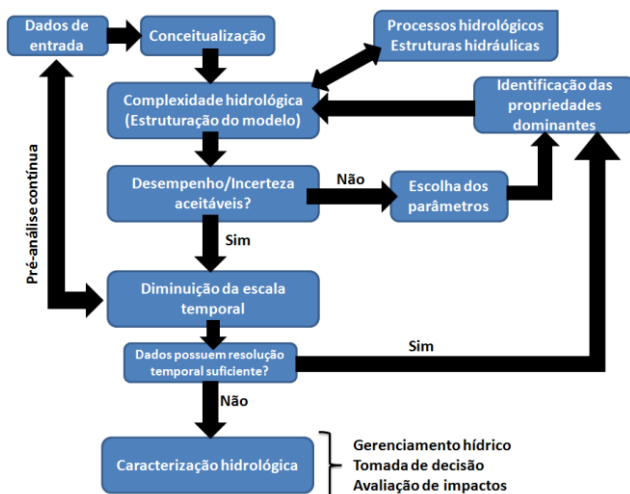 Dados de
entrada
Conceitualização
Processos hidrológicos
Estruturas hidráulicas
Complexidade hidrológica
(Estruturação do modelo)
Identificação das
propriedades
dominantes
Desempenho/Incerteza
aceitáveis?
Não
Escolha dos
parâmetros
Pré-análise contínua
Sim
Diminuição da escala
temporal
Dados possuem resolução
temporal suficiente?
Sim
Não
Caracterização hidrológica
Gerenciamento hídrico
Tomada de decisão
Avaliação de impactos